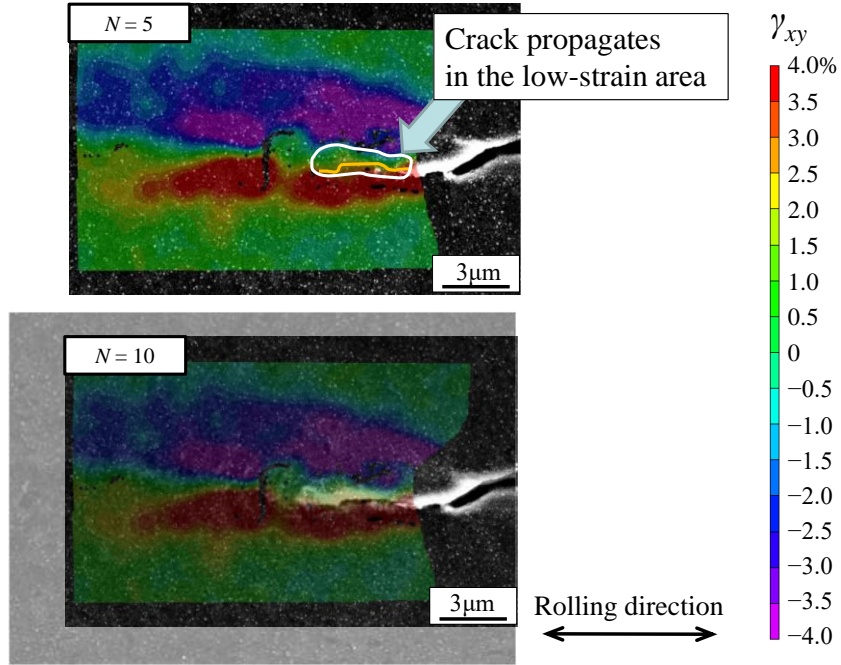 N = 5
Crack propagates
in the low-strain area
3μm
γxy
4.0%
3.5
3.0
2.5
2.0
1.5
1.0
0.5
0
−0.5
−1.0
−1.5
−2.0
−2.5
−3.0
−3.5
−4.0
N = 10
3μm
Rolling direction